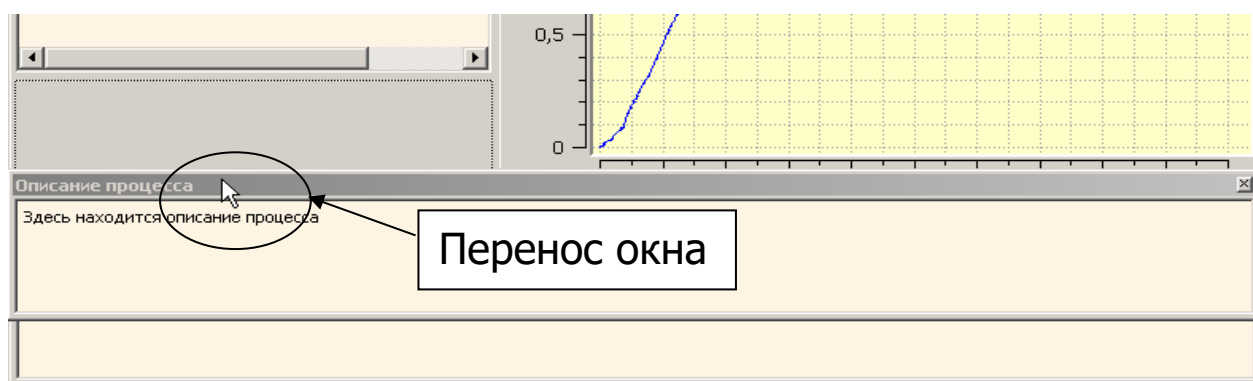 0,5
0
Описание процесса
Здесь находится описание процесса
Перенос окна